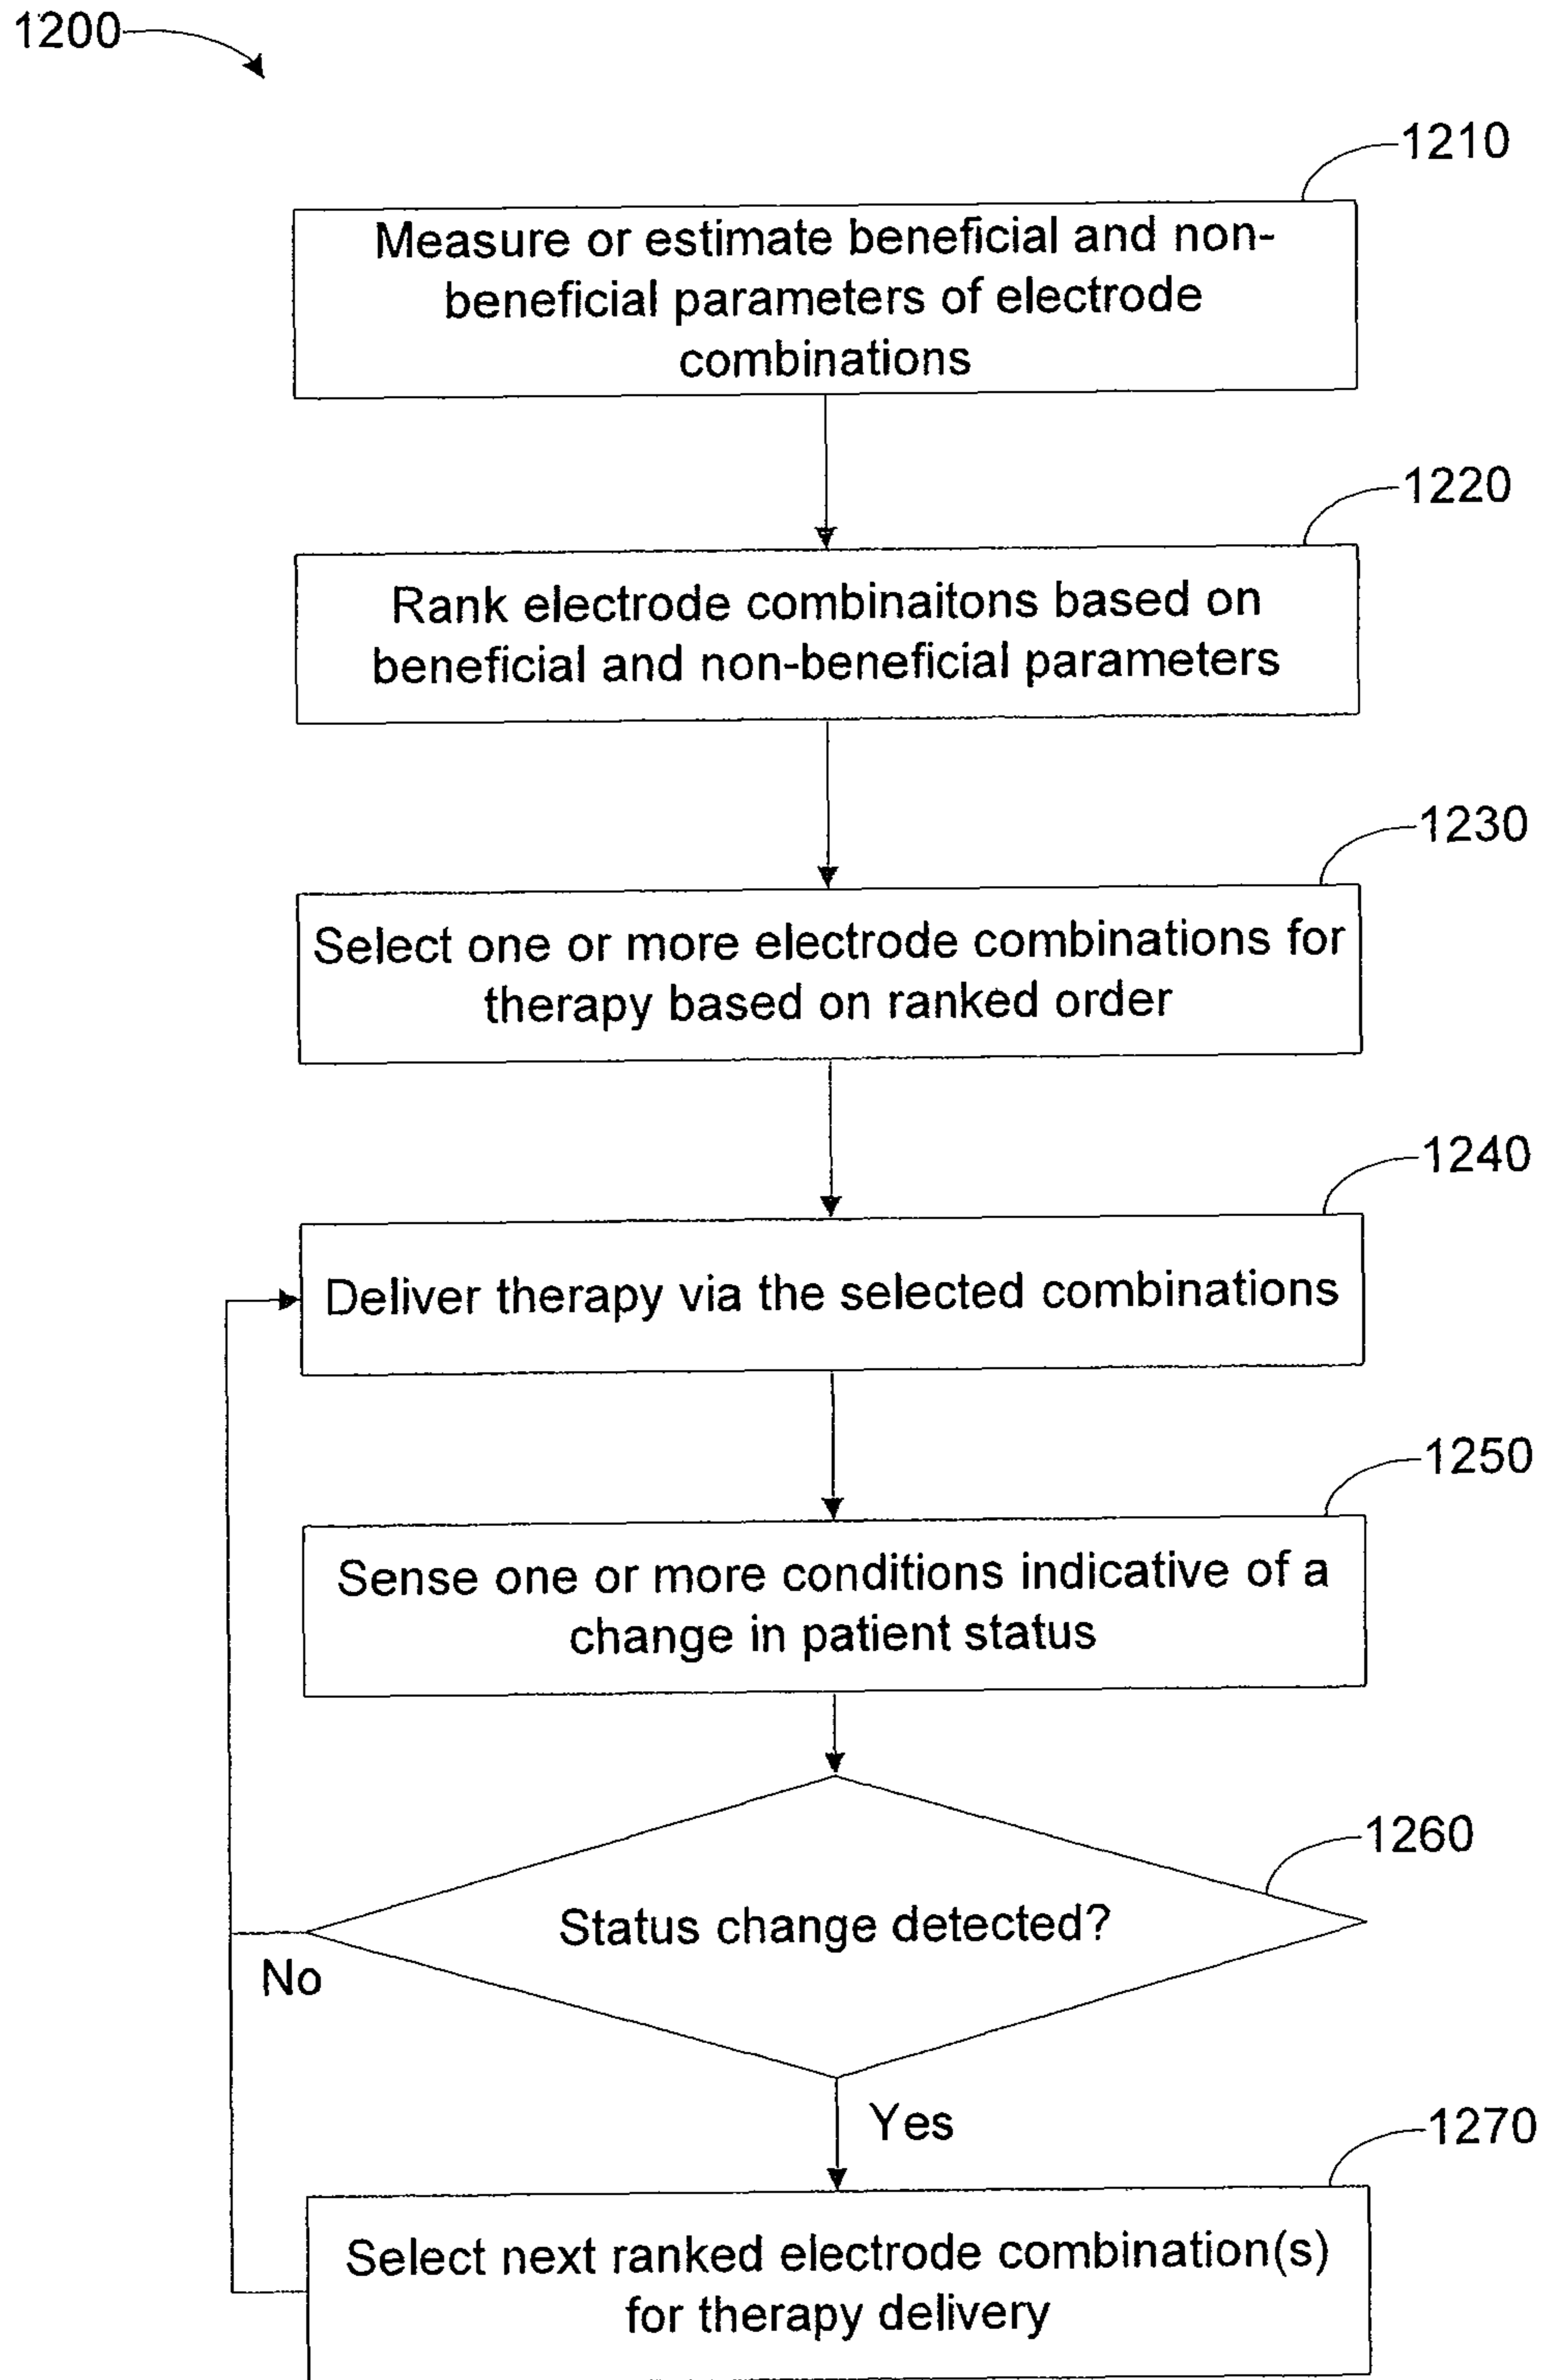 1200
1210
Measure or estimate beneficial and non-
beneficial parameters of electrode
combinations
1220
Rank electrode combinaitons based on
beneficial and non-beneficial parameters
1230
Select one or more electrode combinations for
therapy based on ranked order
1240
Deliver therapy via the selected combinations
1250
Sense one or more conditions indicative of a
change in patient status
1260
Status change detected?
No
Yes
1270
Select next ranked electrode combination(s)
for therapy delivery